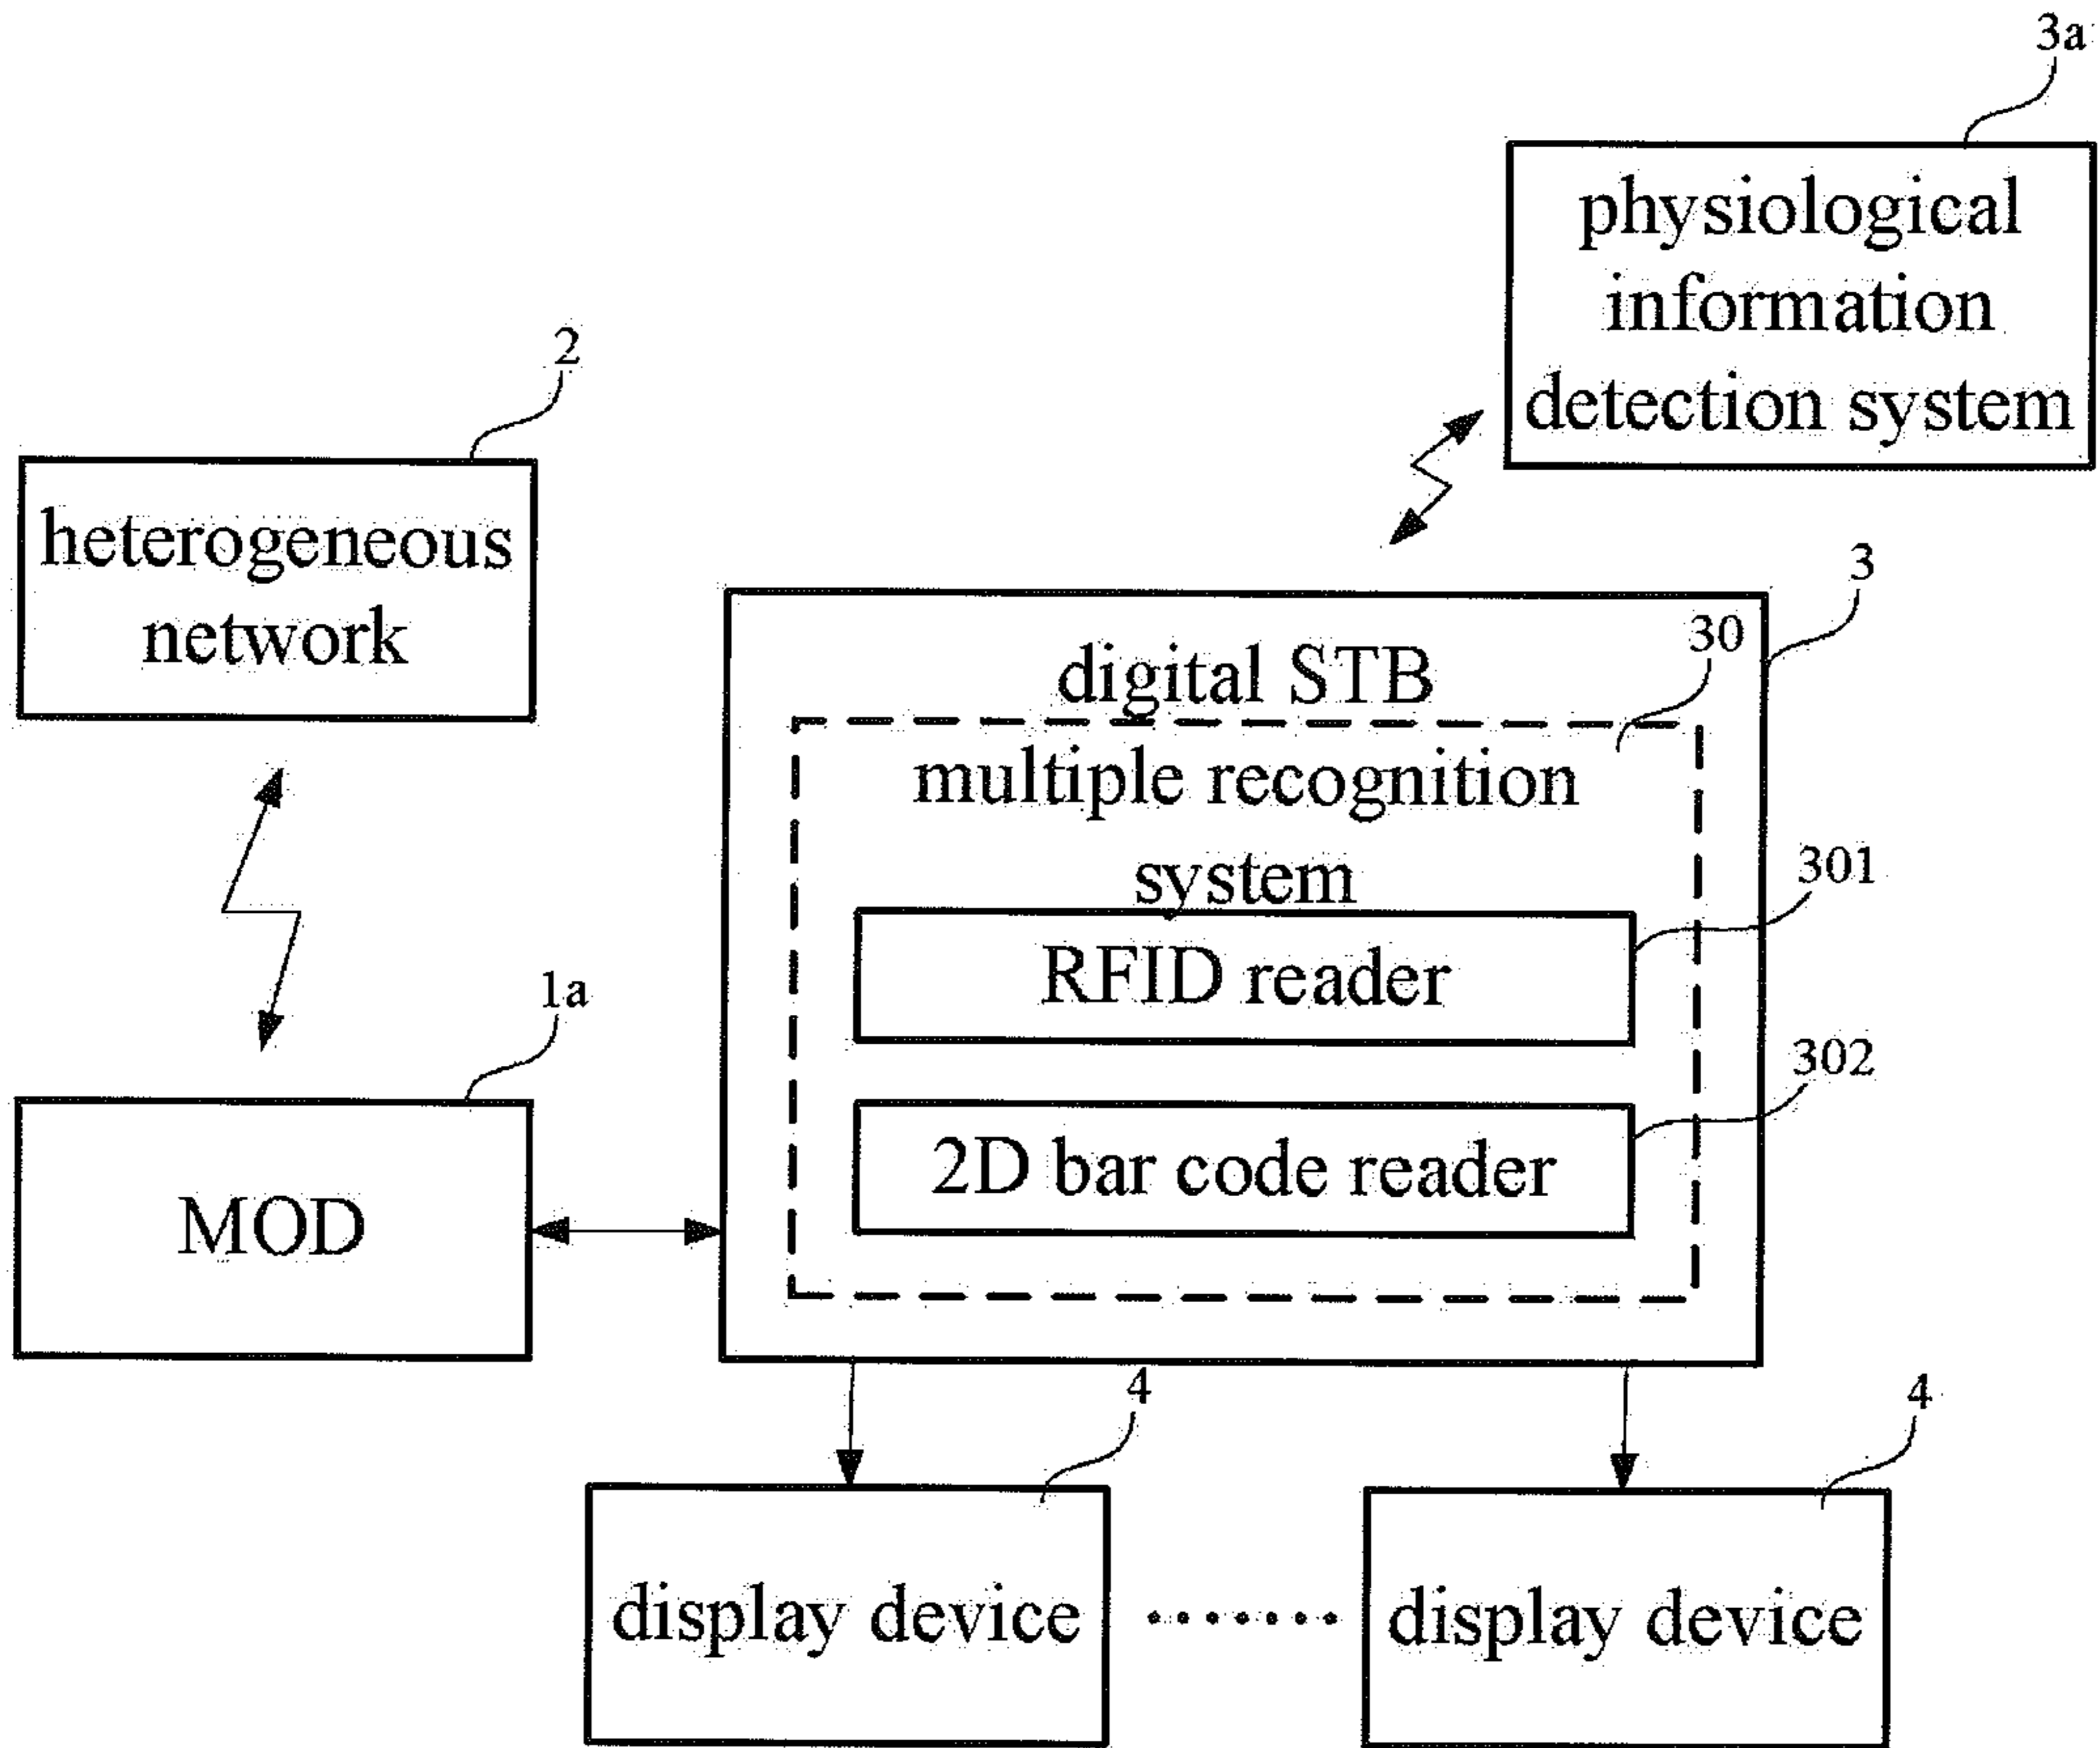 3a
physiological
information
detection system
2
heterogeneous
network
3
30
digital STB
multiple recognition
system
301
RFID reader
302
2D bar code reader
1a
MOD
4
display device
4
display device